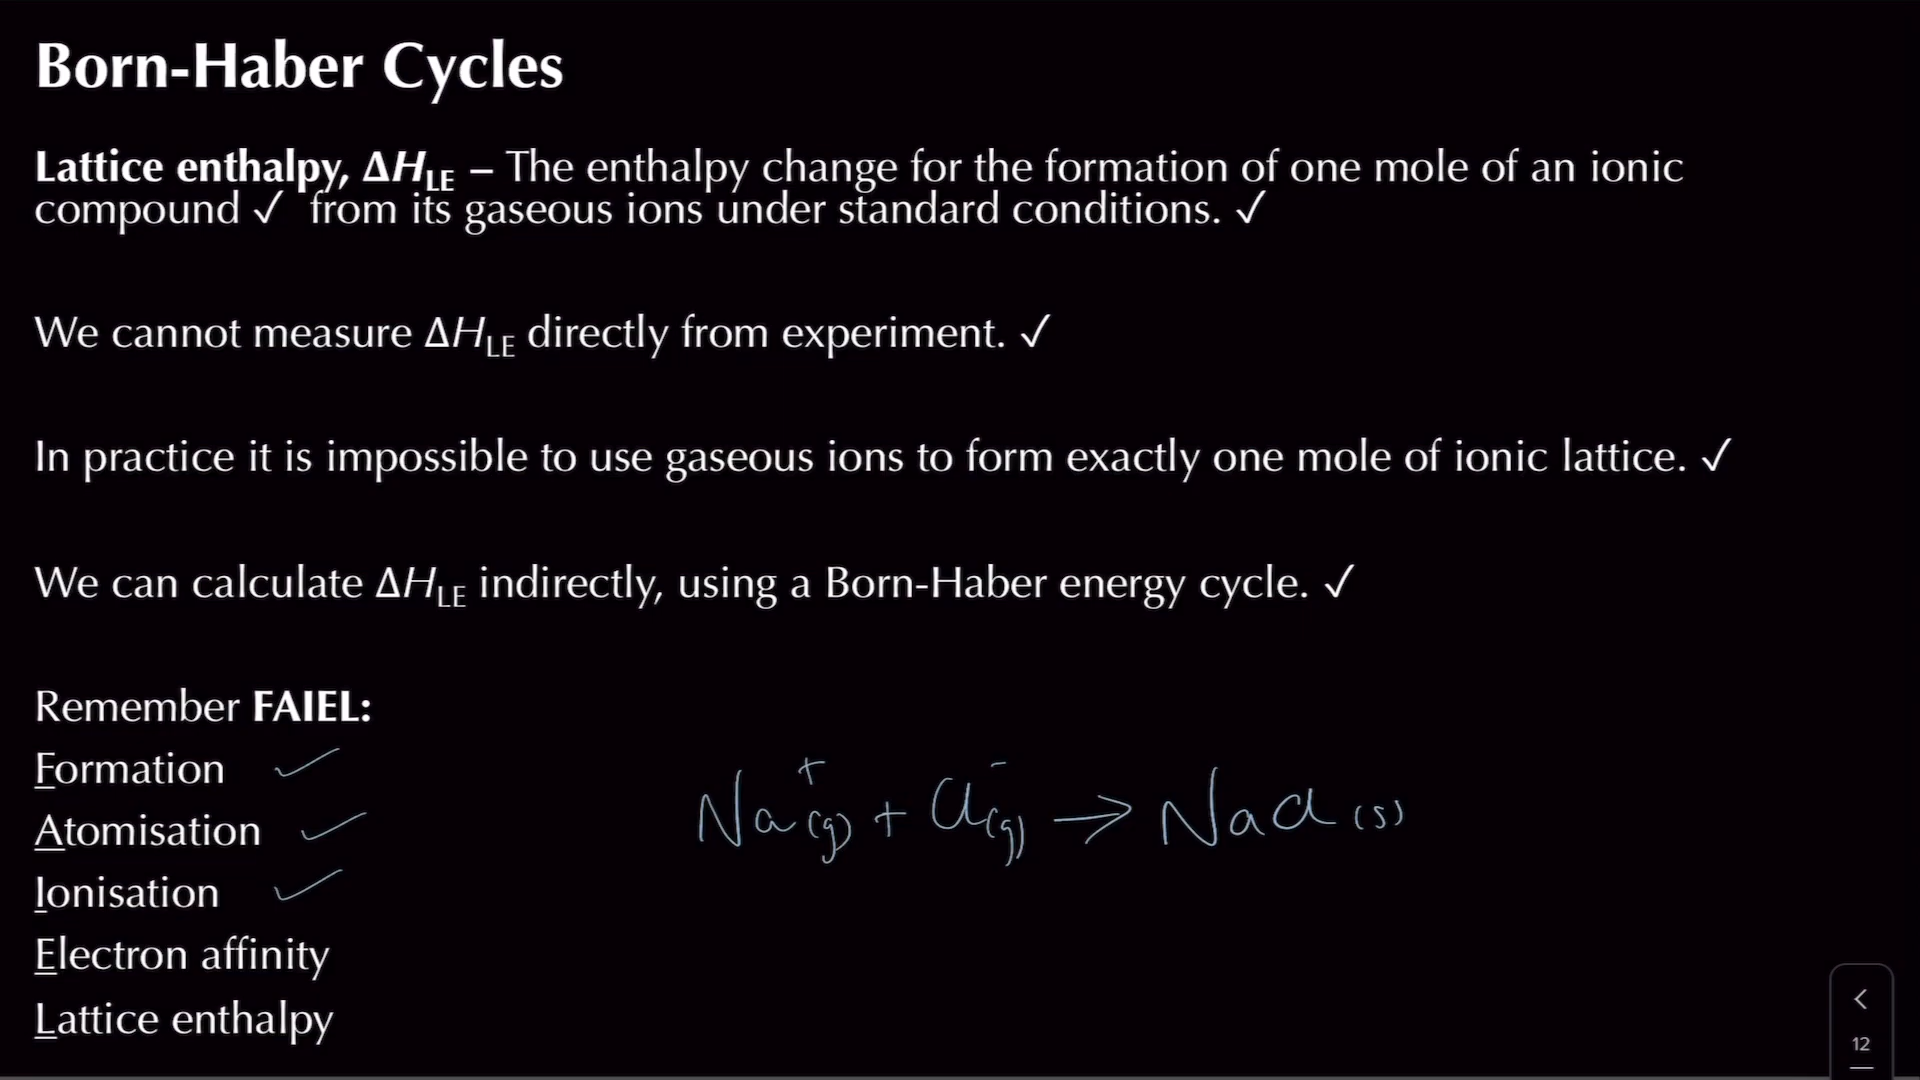 Born-Haber Cycles
Lattice enthalpy, ΔH_LE – The enthalpy change for the formation of one mole of an ionic
compound ✓ from its gaseous ions under standard conditions. ✓
We cannot measure ΔH_LE directly from experiment. ✓
In practice it is impossible to use gaseous ions to form exactly one mole of ionic lattice. ✓
We can calculate ΔH_LE indirectly, using a Born-Haber energy cycle. ✓
Remember FAIEL:
Formation ✓
Atomisation ✓
Ionisation ✓
Electron affinity
Lattice enthalpy
Na⁺(g) + Cl⁻(g) → NaCl(s)
12